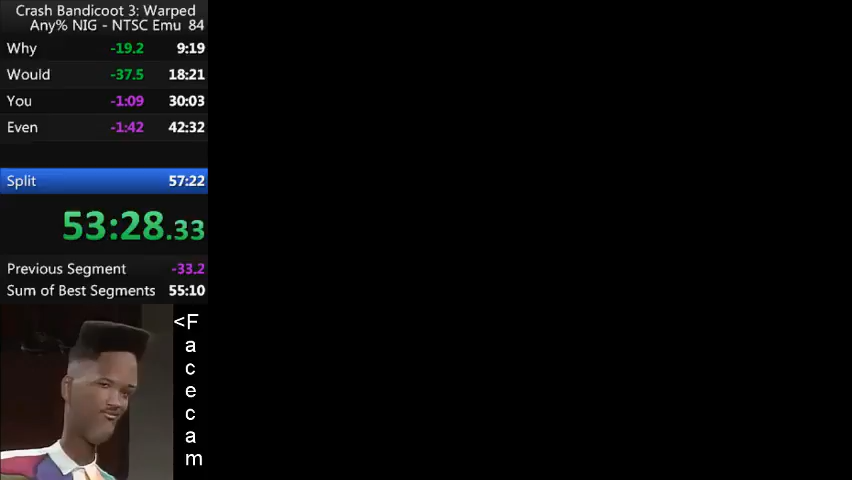 Crash Bandicoot 3: Warped
Any% NIG - NTSC Emu 84
Why -19.2 9:19
Would -37.5 18:21
You -1:09 30:03
Even -1:42 42:32
Split 57:22
53:28.33
Previous Segment -33.2
Sum of Best Segments 55:10
<F
a
c
e
c
a
m